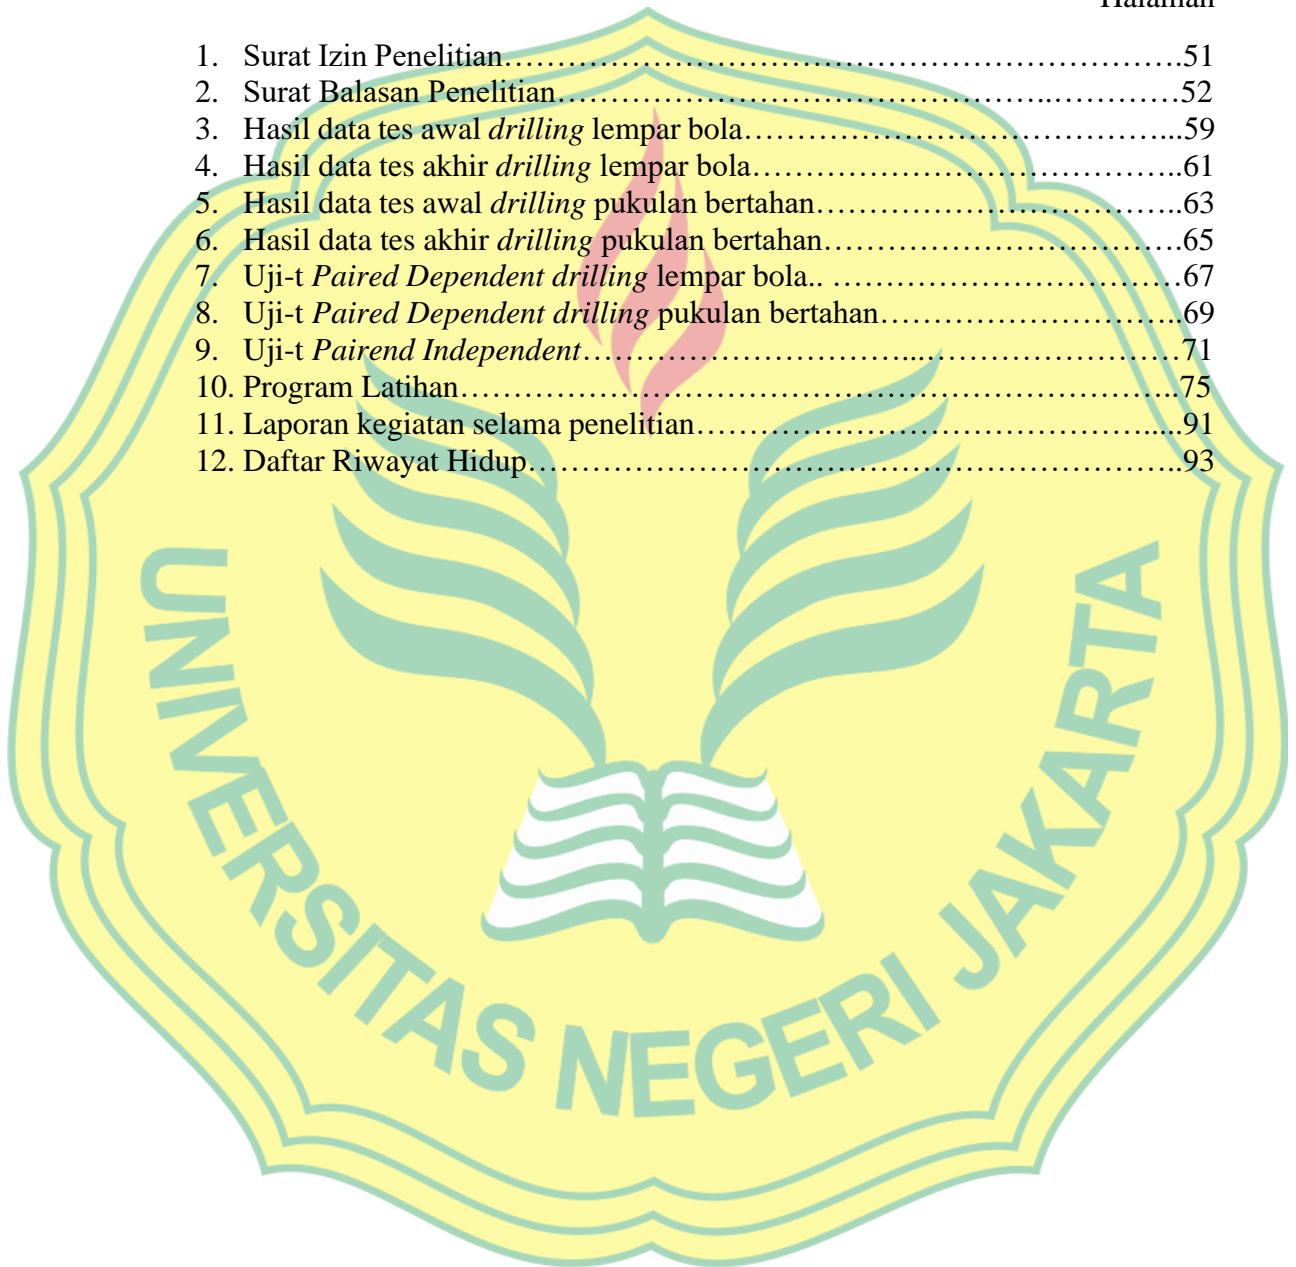 Halaman
1. Surat Izin Penelitian……………………………………………………………………51
2. Surat Balasan Penelitian………………………………………………….…………52
3. Hasil data tes awal drilling lempar bola…………………………………………...59
4. Hasil data tes akhir drilling lempar bola…………………………………………..61
5. Hasil data tes awal drilling pukulan bertahan……………………………………..63
6. Hasil data tes akhir drilling pukulan bertahan…………………………………….65
7. Uji-t Paired Dependent drilling lempar bola.. ……………………………………67
8. Uji-t Paired Dependent drilling pukulan bertahan……………………………….69
9. Uji-t Pairend Independent…………………………………...…………………………71
10. Program Latihan…………………………………………………………………………..75
11. Laporan kegiatan selama penelitian……………………………………………......91
12. Daftar Riwayat Hidup…………………………………………………………………..93
UNIVERSITAS NEGERI JAKARTA